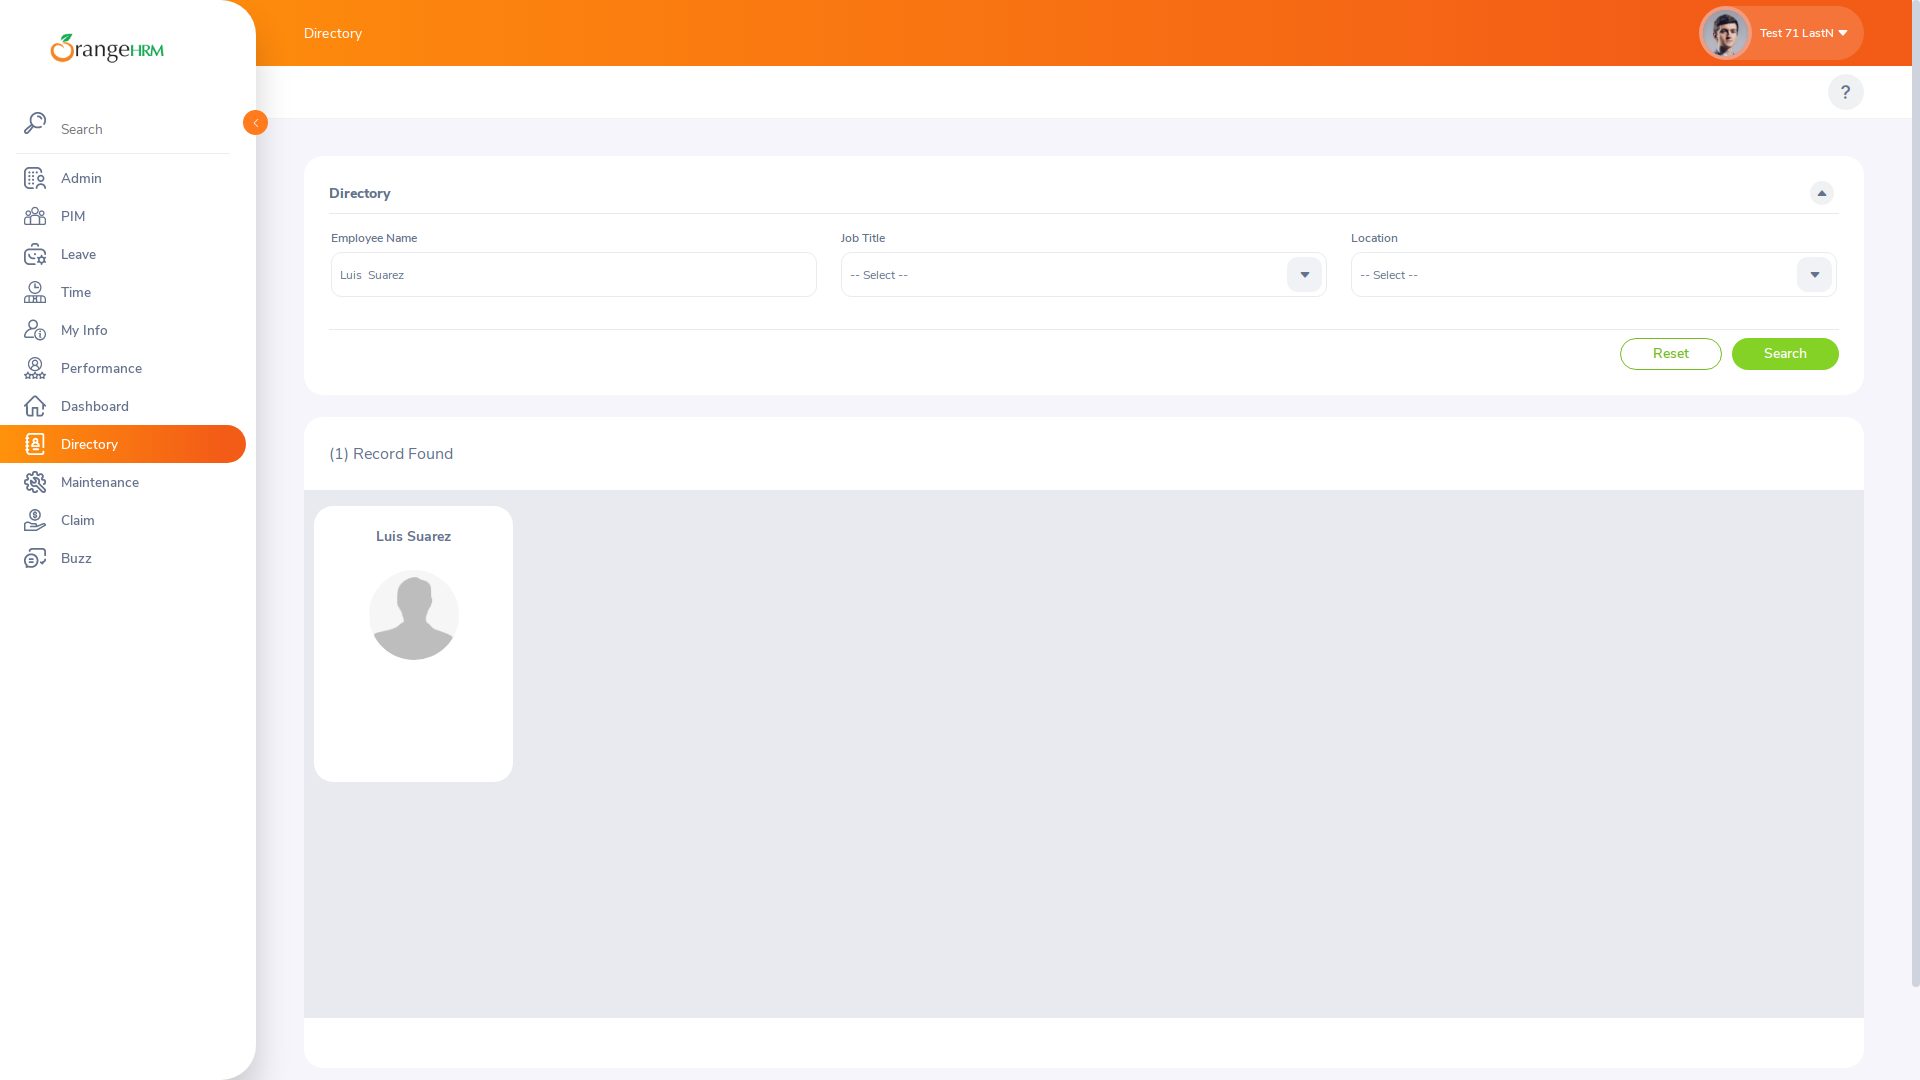 OrangeHRM
Search
Admin
PIM
Leave
Time
My Info
Performance
Dashboard
Directory
Maintenance
Claim
Buzz
Directory
Test 71 LastN
?
Directory
Employee Name
Luis  Suarez
Job Title
-- Select --
Location
-- Select --
Reset
Search
(1) Record Found
Luis Suarez